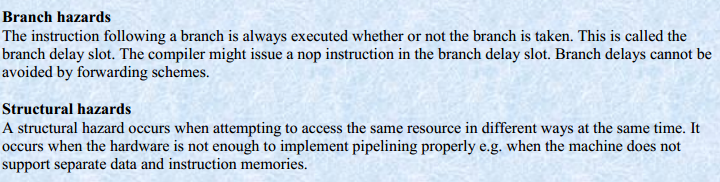 Branch hazards
The instruction following a branch is always executed whether or not the branch is taken. This is called the
branch delay slot. The compiler might issue a nop instruction in the branch delay slot. Branch delays cannot be
avoided by forwarding schemes.
Structural hazards
A structural hazard occurs when attempting to access the same resource in different ways at the same time. It
occurs when the hardware is not enough to implement pipelining properly e.g. when the machine does not
support separate data and instruction memories.